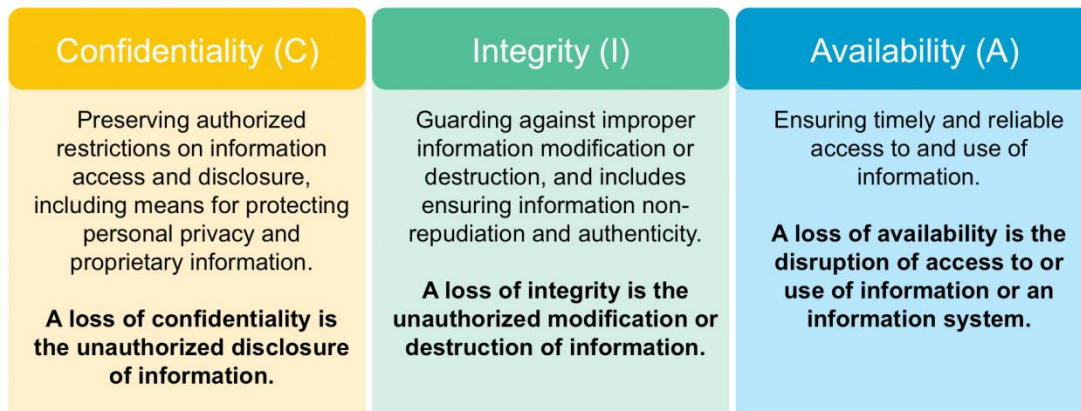 Confidentiality (C)
Preserving authorized
restrictions on information
access and disclosure,
including means for protecting
personal privacy and
proprietary information.
A loss of confidentiality is
the unauthorized disclosure
of information.
Integrity (I)
Guarding against improper
information modification or
destruction, and includes
ensuring information non-
repudiation and authenticity.
A loss of integrity is the
unauthorized modification or
destruction of information.
Availability (A)
Ensuring timely and reliable
access to and use of
information.
A loss of availability is the
disruption of access to or
use of information or an
information system.